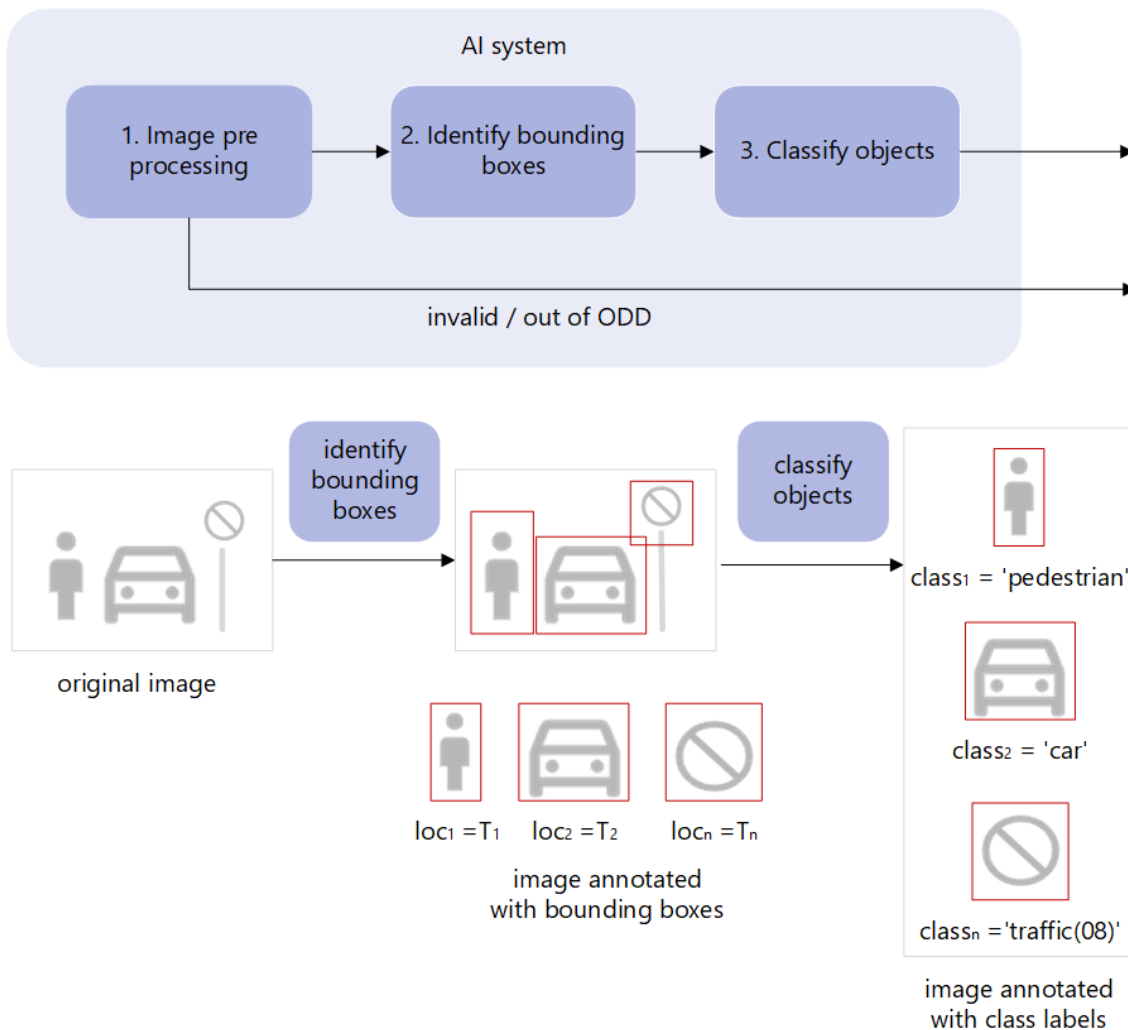 AI system
1. Image pre
processing
2. Identify bounding
boxes
3. Classify objects
invalid / out of ODD
identify
bounding
boxes
classify
objects
original image
loc₁ =T₁
loc₂ =T₂
locₙ =Tₙ
image annotated
with bounding boxes
class₁ = 'pedestrian'
class₂ = 'car'
classₙ ='traffic(08)'
image annotated
with class labels